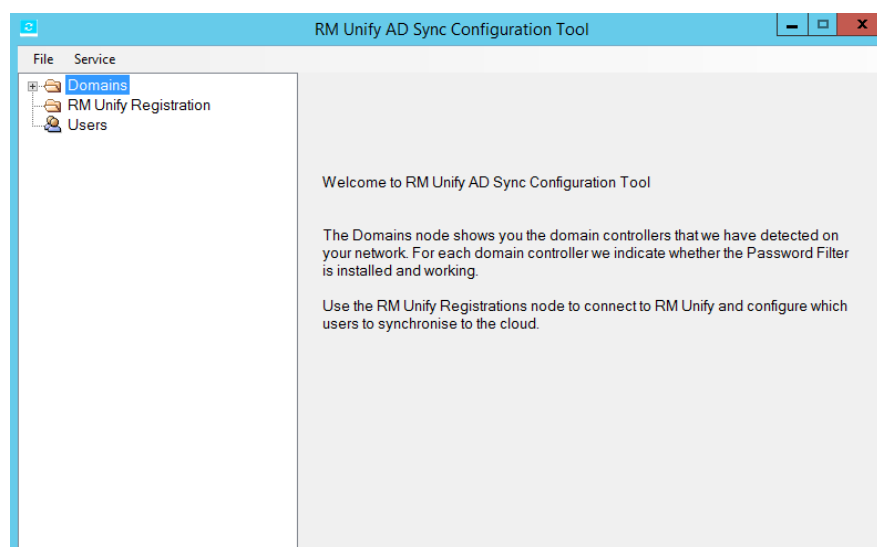 RM Unify AD Sync Configuration Tool
File Service
Domains
RM Unify Registration
Users
Welcome to RM Unify AD Sync Configuration Tool
The Domains node shows you the domain controllers that we have detected on
your network. For each domain controller we indicate whether the Password Filter
is installed and working.
Use the RM Unify Registrations node to connect to RM Unify and configure which
users to synchronise to the cloud.